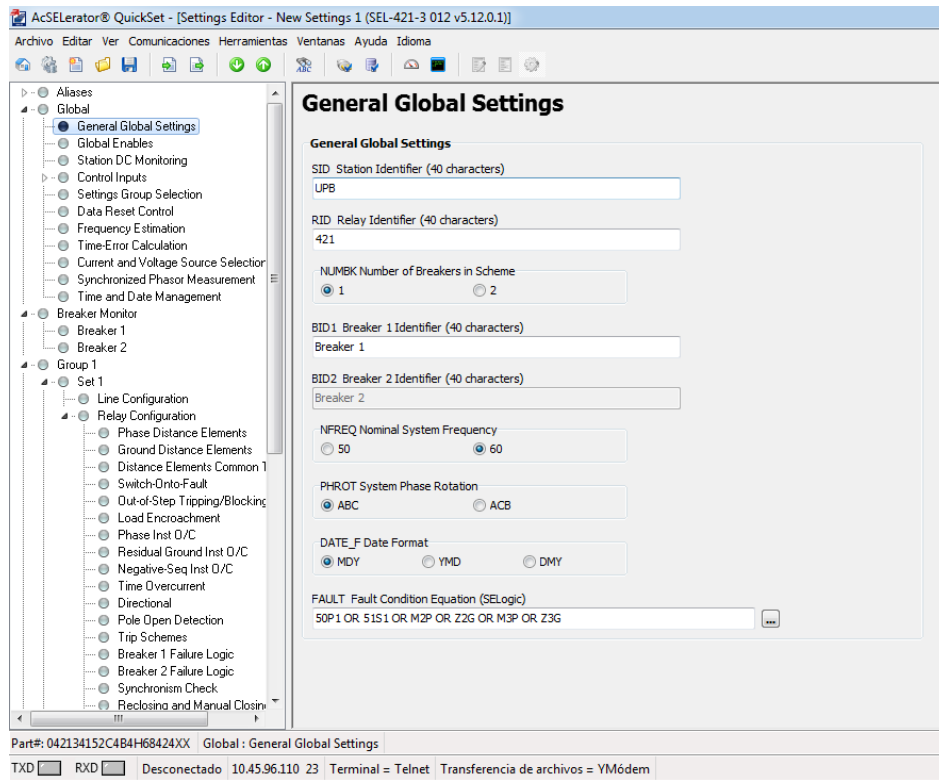 AcSELerator® QuickSet - [Settings Editor - New Settings 1 (SEL-421-3 012 v5.12.0.1)]
Archivo Editar Ver Comunicaciones Herramientas Ventanas Ayuda Idioma
Aliases
Global
General Global Settings
Global Enables
Station DC Monitoring
Control Inputs
Settings Group Selection
Data Reset Control
Frequency Estimation
Time-Error Calculation
Current and Voltage Source Selection
Synchronized Phasor Measurement
Time and Date Management
Breaker Monitor
Breaker 1
Breaker 2
Group 1
Set 1
Line Configuration
Relay Configuration
Phase Distance Elements
Ground Distance Elements
Distance Elements Common T
Switch-Onto-Fault
Out-of-Step Tripping/Blocking
Load Encroachment
Phase Inst O/C
Residual Ground Inst O/C
Negative-Seq Inst O/C
Time Overcurrent
Directional
Pole Open Detection
Trip Schemes
Breaker 1 Failure Logic
Breaker 2 Failure Logic
Synchronism Check
Reclosing and Manual Closin
General Global Settings
General Global Settings
SID Station Identifier (40 characters)
UPB
RID Relay Identifier (40 characters)
421
NUMBK Number of Breakers in Scheme
1 2
BID1 Breaker 1 Identifier (40 characters)
Breaker 1
BID2 Breaker 2 Identifier (40 characters)
Breaker 2
NFREQ Nominal System Frequency
50 60
PHROT System Phase Rotation
ABC ACB
DATE_F Date Format
MDY YMD DMY
FAULT Fault Condition Equation (SELogic)
50P1 OR 51S1 OR M2P OR Z2G OR M3P OR Z3G
...
Part#: 042134152C4B4H68424XX Global : General Global Settings
TXD RXD Desconectado 10.45.96.110 23 Terminal = Telnet Transferencia de archivos = YMódem